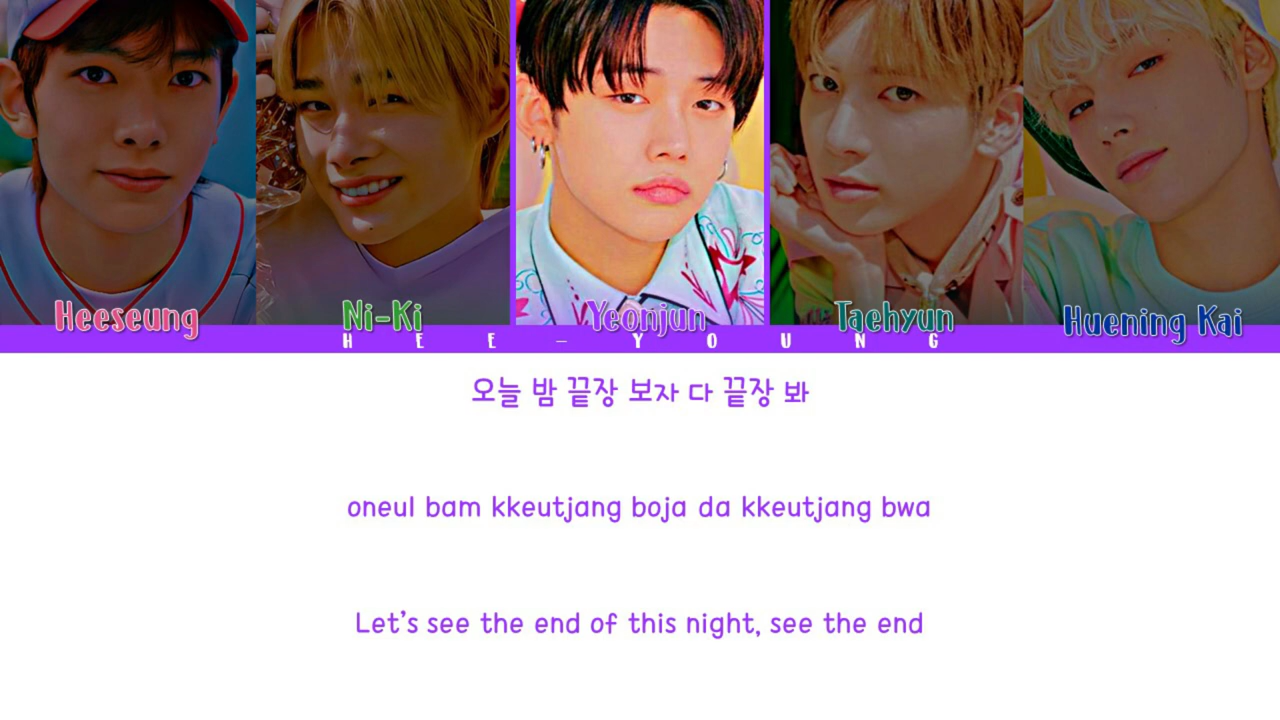 Heeseung Ni-Ki Yeonjun Taehyun Huening Kai
HEE-YOUNG
오늘 밤 끝장 보자 다 끝장 봐
oneul bam kkeutjang boja da kkeutjang bwa
Let's see the end of this night, see the end